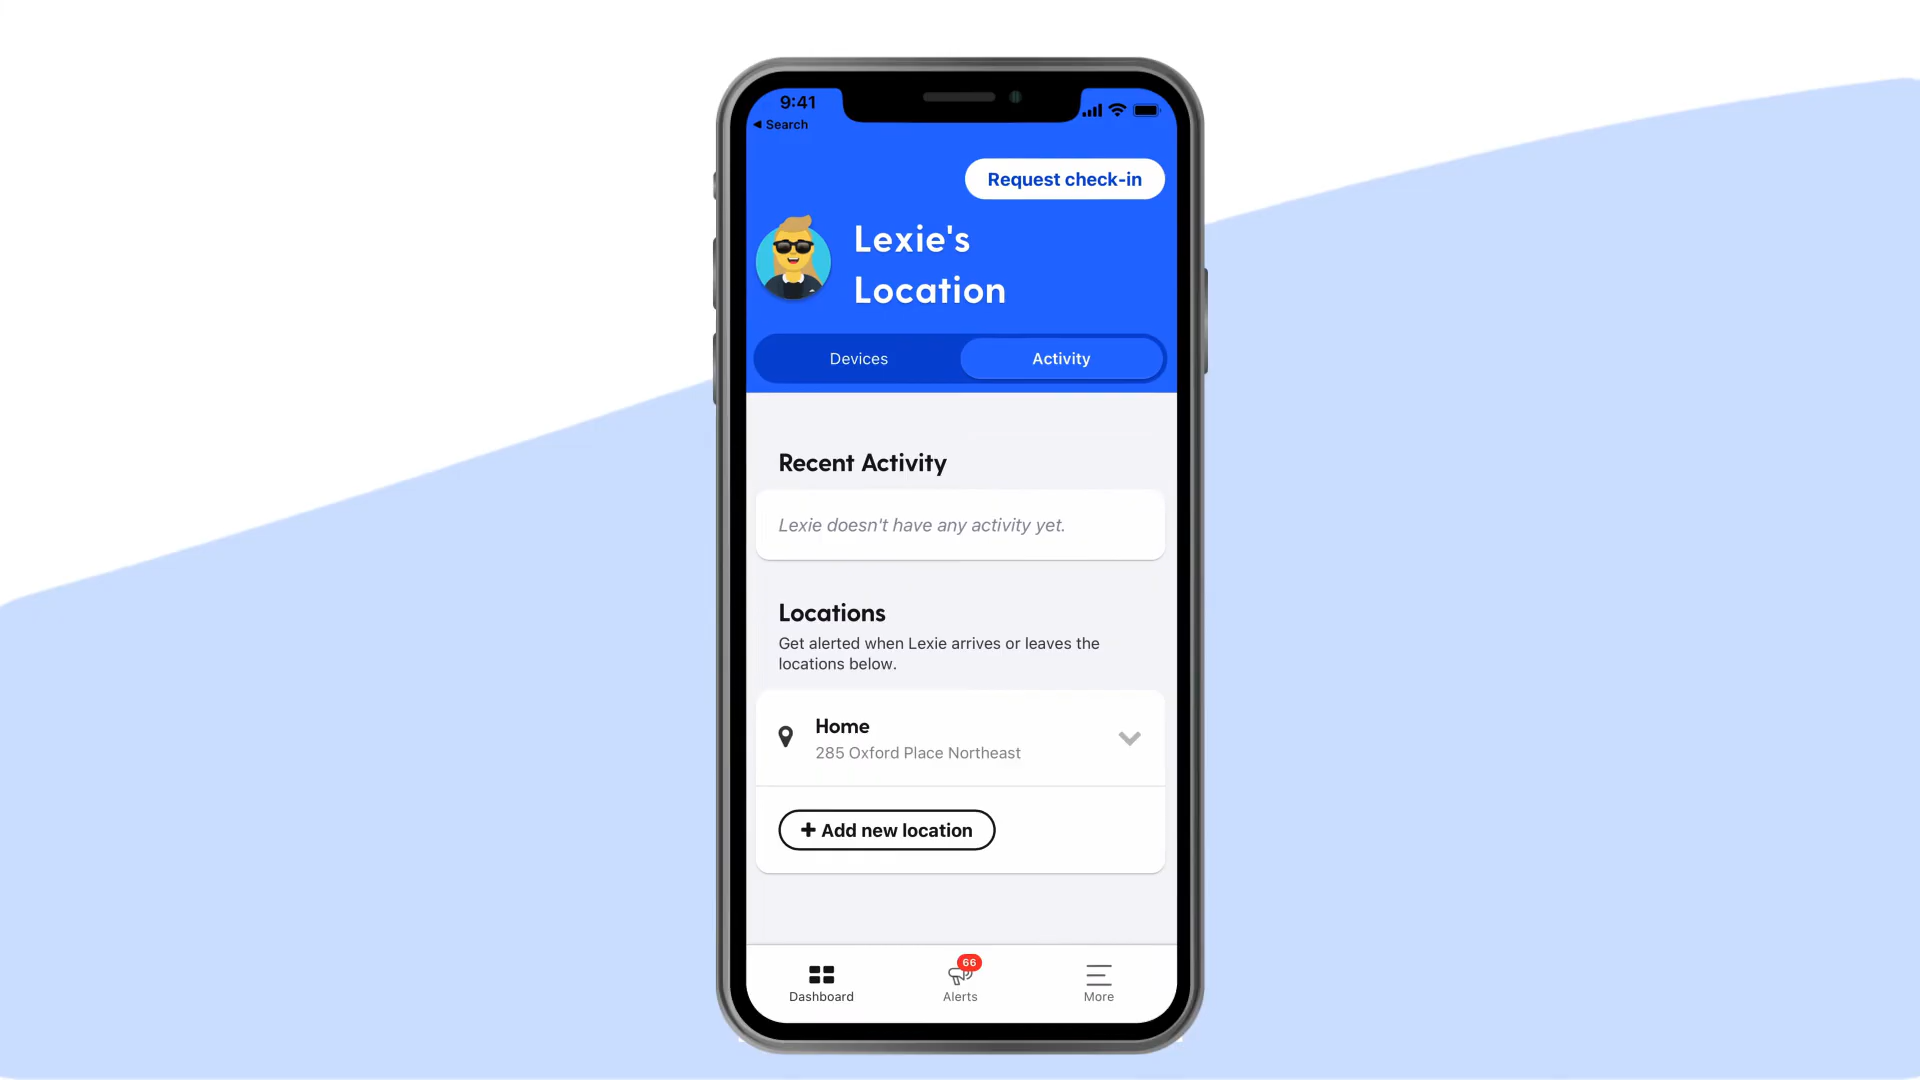 9:41
Search
Request check-in
Lexie's
Location
Devices
Activity
Recent Activity
Lexie doesn't have any activity yet.
Locations
Get alerted when Lexie arrives or leaves the
locations below.
Home
285 Oxford Place Northeast
+ Add new location
66
Dashboard
Alerts
More